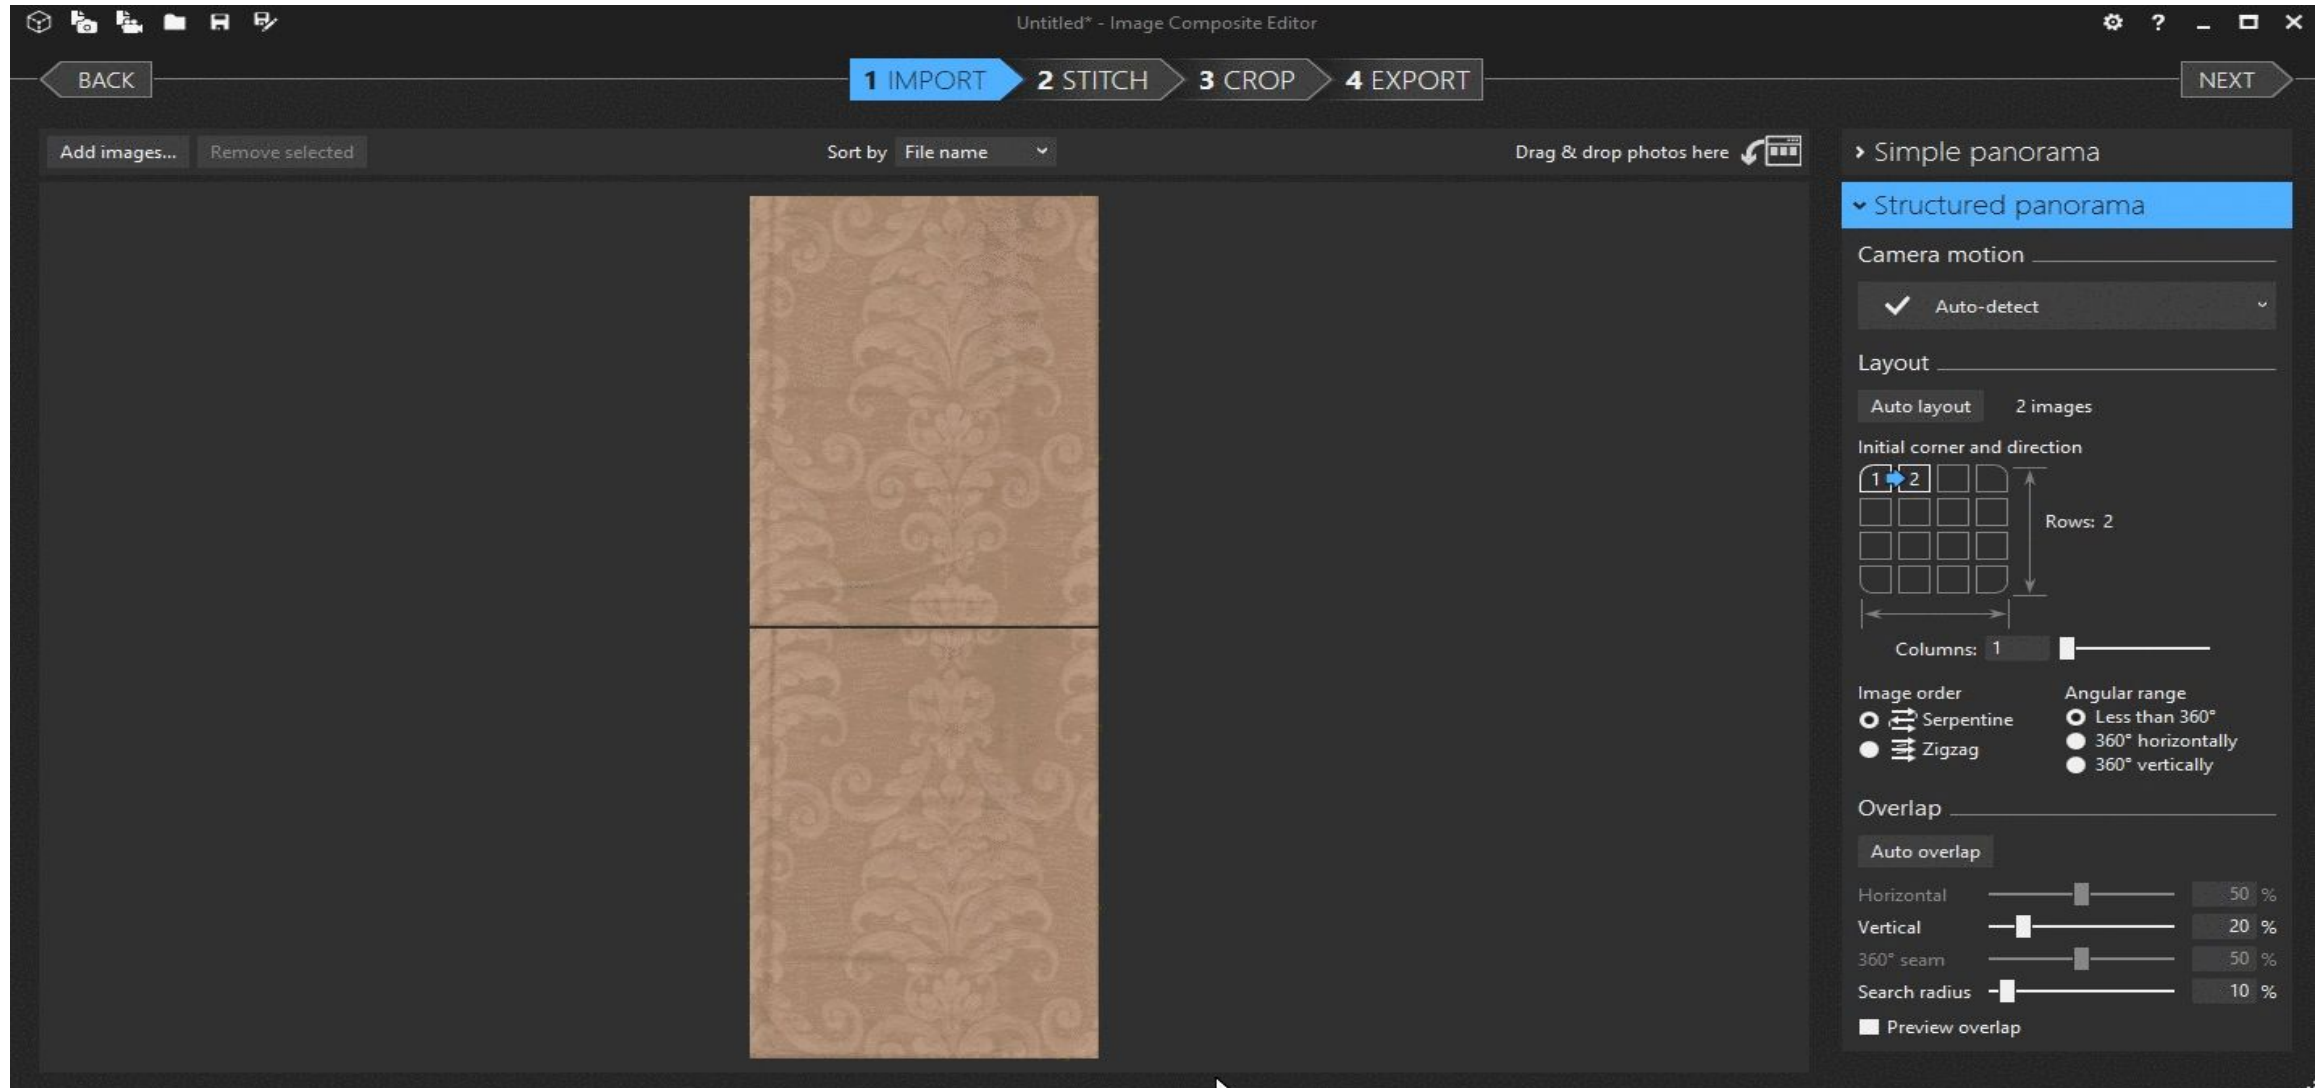 Untitled* - Image Composite Editor
?
BACK
1 IMPORT
2 STITCH
3 CROP
4 EXPORT
NEXT
Add images...
Remove selected
Sort by
File name
Drag & drop photos here
Simple panorama
Structured panorama
Camera motion
Auto-detect
Layout
Auto layout
2 images
Initial corner and direction
1 2
Rows: 2
Columns: 1
Image order
Serpentine
Zigzag
Angular range
Less than 360°
360° horizontally
360° vertically
Overlap
Auto overlap
Horizontal 50 %
Vertical 20 %
360° seam 50 %
Search radius 10 %
Preview overlap